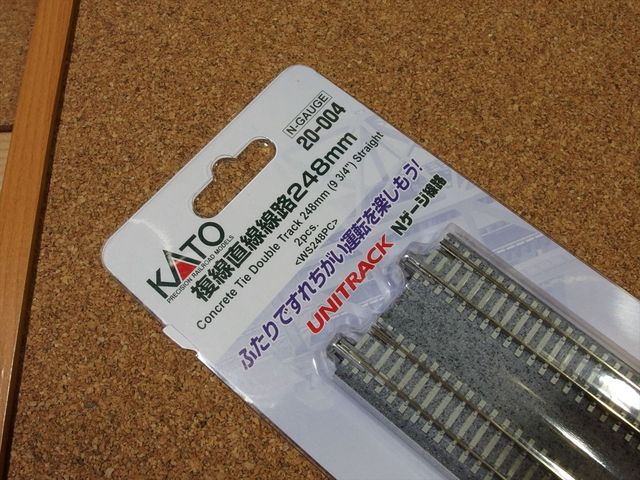 N-GAUGE
20-004
KATO
PRECISION RAILROAD MODELS
複線直線線路248mm
Concrete Tie Double Track 248mm (9 3/4") Straight
2pcs.
<WS248PC>
ふたりですれちがい運転を楽しもう!
UNITRACK Nゲージ線路